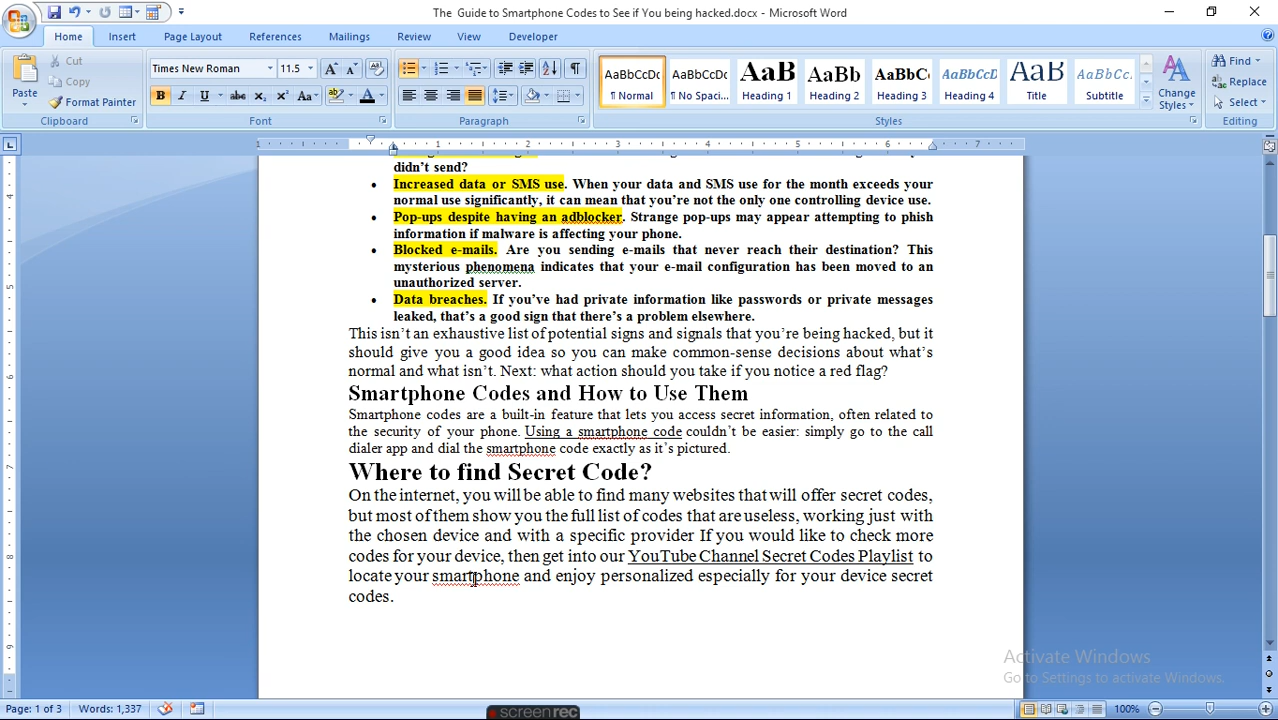 The Guide to Smartphone Codes to See if You being hacked.docx - Microsoft Word
Home Insert Page Layout References Mailings Review View Developer
Paste
Cut
Copy
Format Painter
Clipboard
Times New Roman 11.5
Font
Paragraph
AaBbCcDc ¶ Normal
AaBbCcDc ¶ No Spaci...
AaB Heading 1
AaBb Heading 2
AaBbC Heading 3
AaBbCcD Heading 4
AaB Title
AaBbCc. Subtitle
Change Styles
Styles
Find
Replace
Select
Editing
didn't send?
• Increased data or SMS use. When your data and SMS use for the month exceeds your
normal use significantly, it can mean that you're not the only one controlling device use.
• Pop-ups despite having an adblocker. Strange pop-ups may appear attempting to phish
information if malware is affecting your phone.
• Blocked e-mails. Are you sending e-mails that never reach their destination? This
mysterious phenomena indicates that your e-mail configuration has been moved to an
unauthorized server.
• Data breaches. If you've had private information like passwords or private messages
leaked, that's a good sign that there's a problem elsewhere.
This isn't an exhaustive list of potential signs and signals that you're being hacked, but it
should give you a good idea so you can make common-sense decisions about what's
normal and what isn't. Next: what action should you take if you notice a red flag?
Smartphone Codes and How to Use Them
Smartphone codes are a built-in feature that lets you access secret information, often related to
the security of your phone. Using a smartphone code couldn't be easier: simply go to the call
dialer app and dial the smartphone code exactly as it's pictured.
Where to find Secret Code?
On the internet, you will be able to find many websites that will offer secret codes,
but most of them show you the full list of codes that are useless, working just with
the chosen device and with a specific provider If you would like to check more
codes for your device, then get into our YouTube Channel Secret Codes Playlist to
locate your smartphone and enjoy personalized especially for your device secret
codes.
Activate Windows
Go to Settings to activate Windows.
Page: 1 of 3 Words: 1,337 100%
screenrec